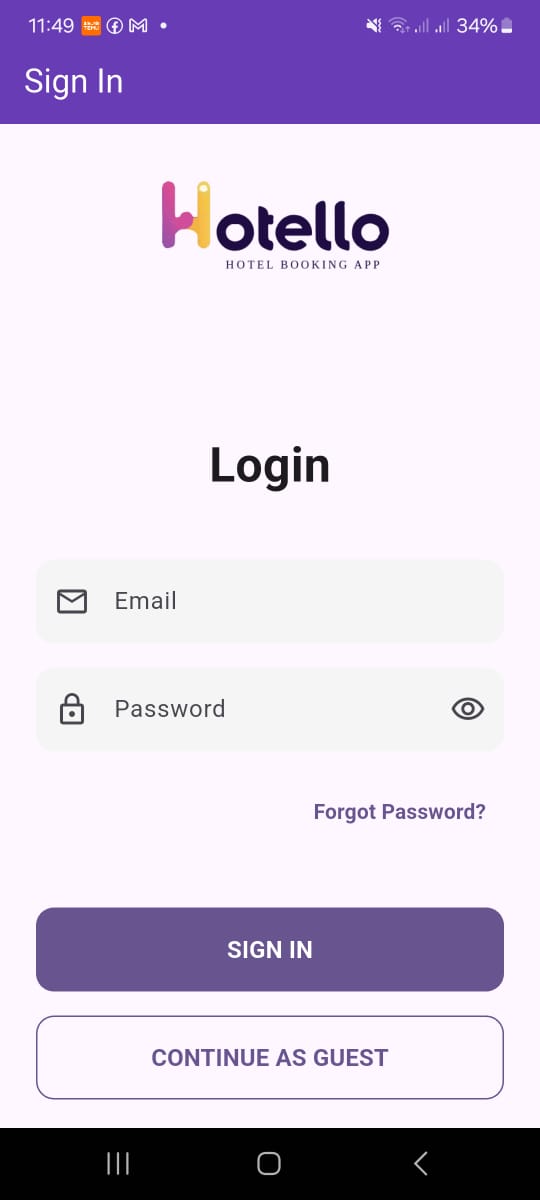 11:49
34%
Sign In
Hotello
HOTEL BOOKING APP
Login
Email
Password
Forgot Password?
SIGN IN
CONTINUE AS GUEST